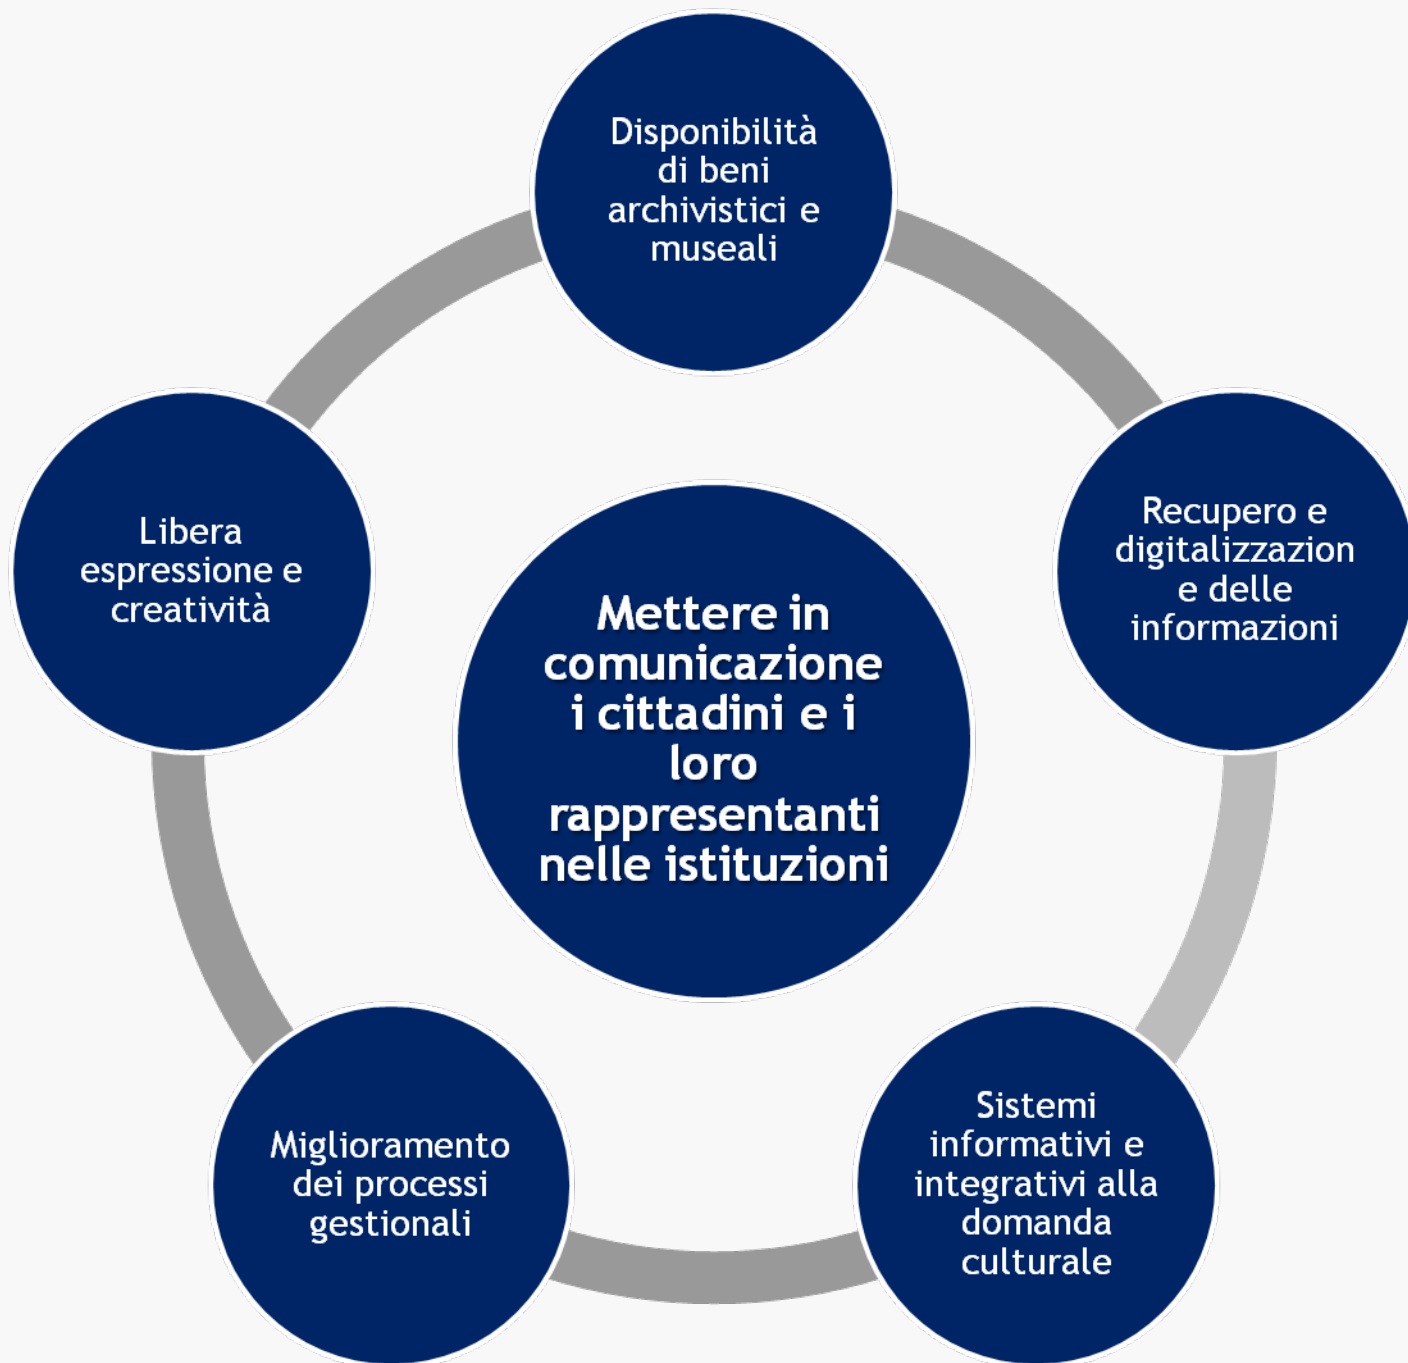 Disponibilità
di beni
archivistici e
museali
Recupero e
digitalizzazion
e delle
informazioni
Sistemi
informativi e
integrativi alla
domanda
culturale
Miglioramento
dei processi
gestionali
Libera
espressione e
creatività
Mettere in
comunicazione
i cittadini e i
loro
rappresentanti
nelle istituzioni